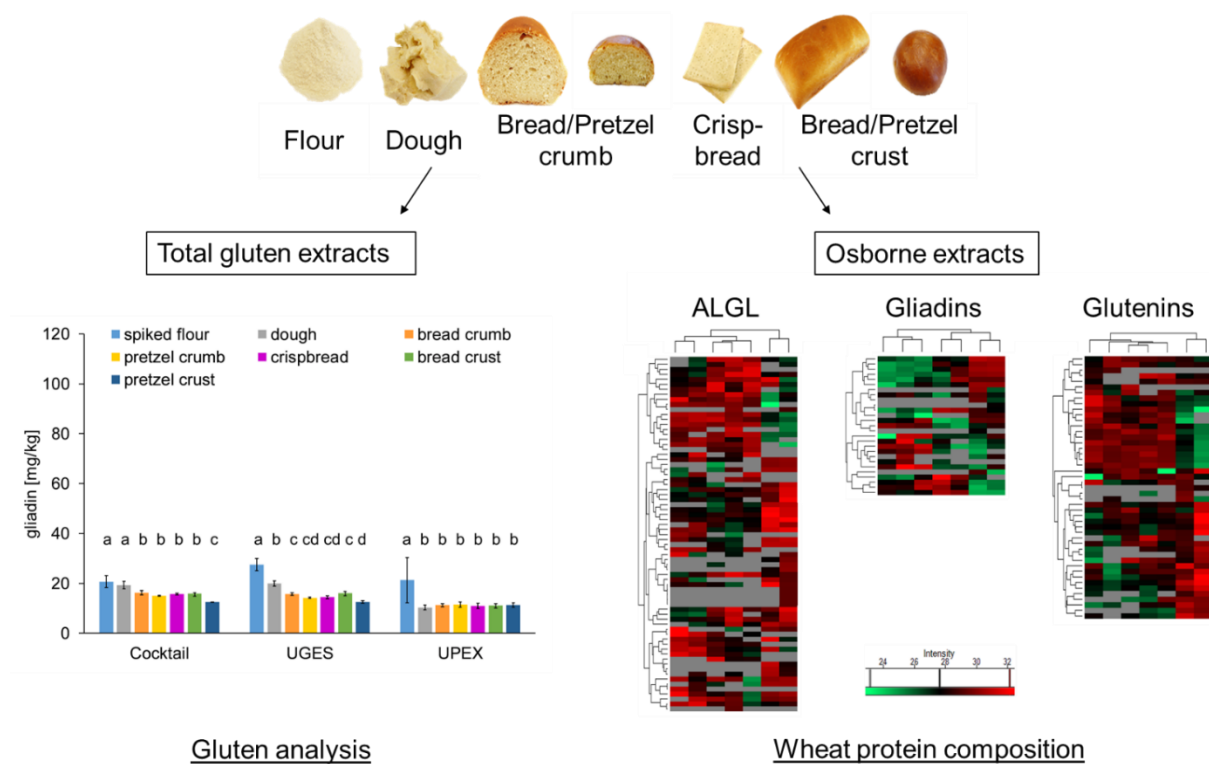 Flour
Dough
Bread/Pretzel
crumb
Crisp-
bread
Bread/Pretzel
crust
Total gluten extracts
Osborne extracts
ALGL
Gliadins
Glutenins
120
100
80
60
40
20
0
gliadin [mg/kg]
spiked flour
dough
bread crumb
pretzel crumb
crispbread
bread crust
pretzel crust
a a b b b b c
a b c cd cd c d
a b b b b b b
Cocktail
UGES
UPEX
Intensity
24 26 28 30 32
Gluten analysis
Wheat protein composition